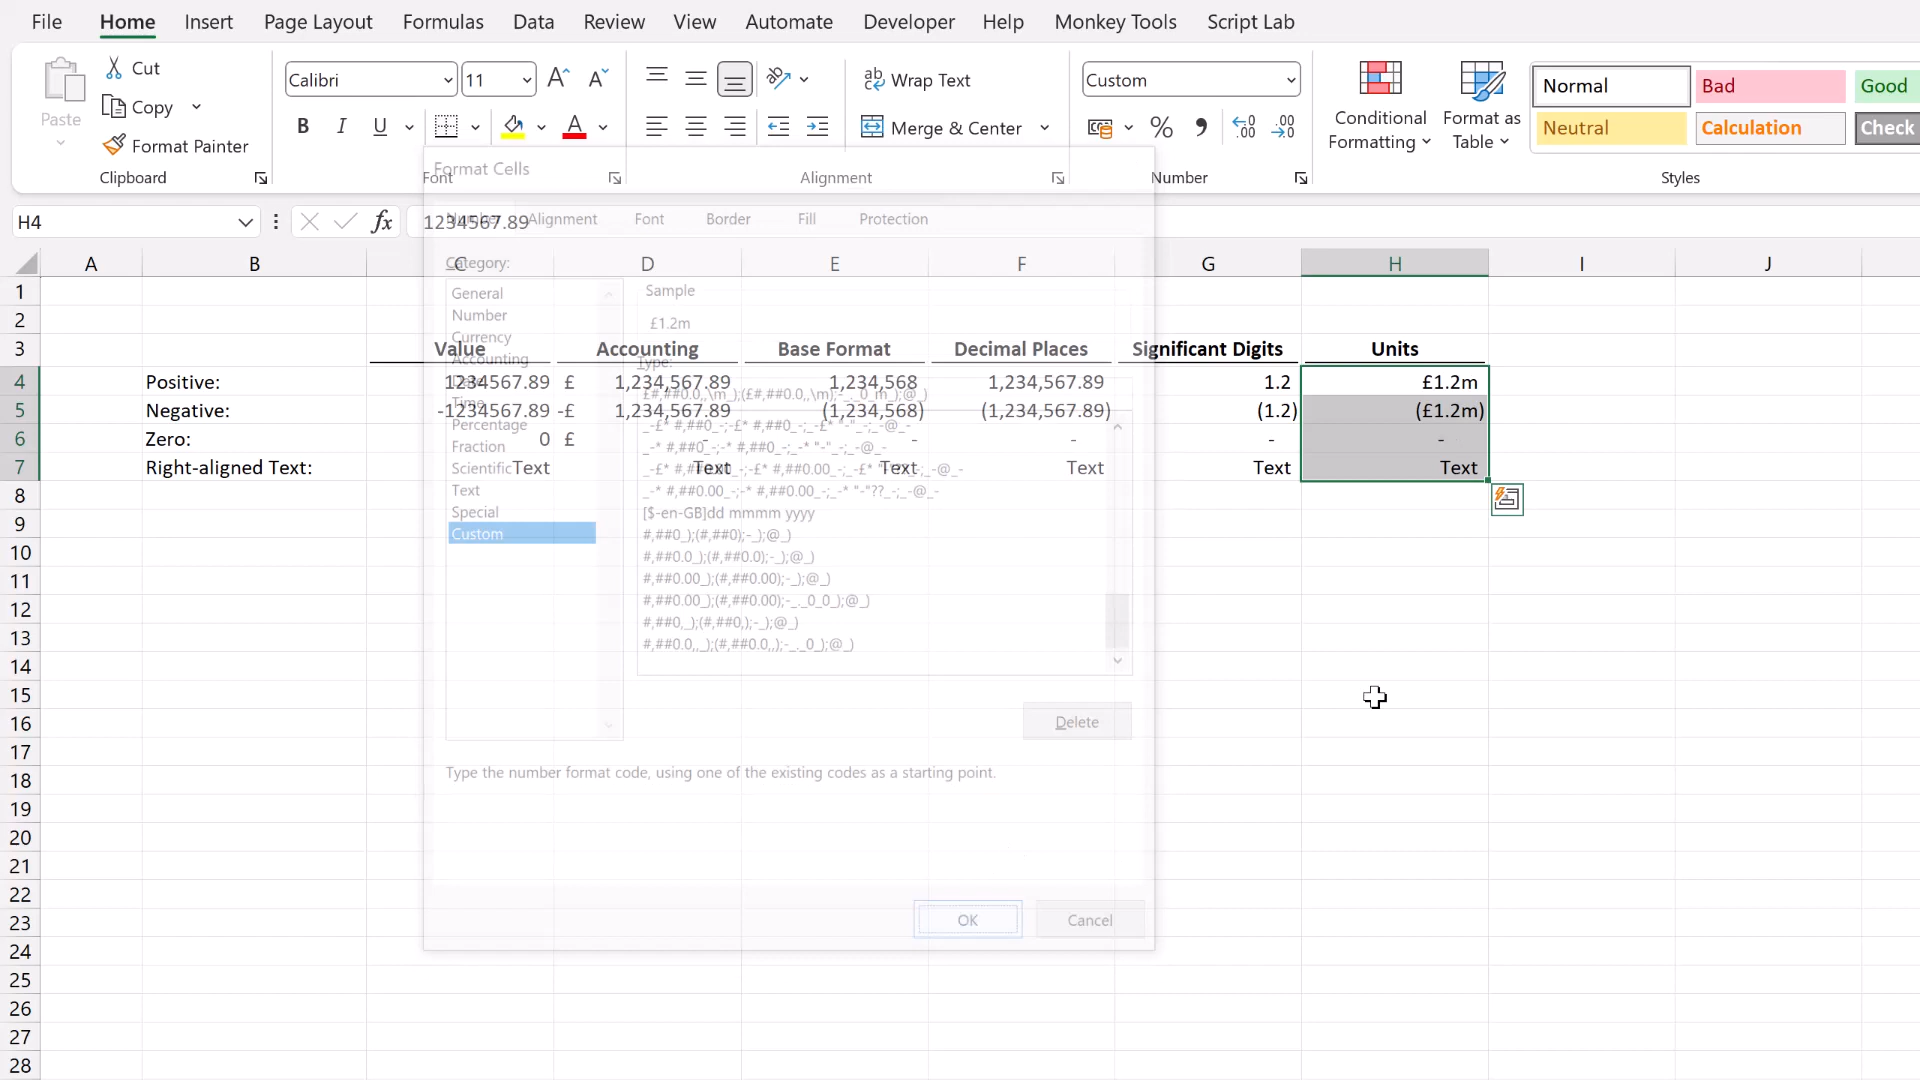 File Home Insert Page Layout Formulas Data Review View Automate Developer Help Monkey Tools Script Lab
Paste
Cut
Copy
Format Painter
Clipboard
Calibri 11
A A
B I U A
Font
ab Wrap Text
Merge & Center
Alignment
Custom
% .00 .00
Number
Conditional Formatting
Format as Table
Normal Bad Good
Neutral Calculation Check
Styles
H4 fx 1234567.89
A B C D E F G H I J
Format Cells
Number Alignment Font Border Fill Protection
Category:
General
Number
Currency
Accounting
Time
Percentage
Fraction
Scientific
Text
Special
Custom
Sample
£1.2m
Type:
£#,##0.0,,\m_);(£#,##0.0,,\m);-_._0_m_);@_)
_-£* #,##0_-;-£* #,##0_-;_-£* "-"_-;_-@_-
_-* #,##0_-;-* #,##0_-;_-* "-"_-;_-@_-
_-* #,##0.00_-;-* #,##0.00_-;_-* "-"??_-;_-@_-
[$-en-GB]dd mmmm yyyy
#,##0_);(#,##0);-_);@_)
#,##0.0_);(#,##0.0);-_);@_)
#,##0.00_);(#,##0.00);-_);@_)
#,##0.00_);(#,##0.00);-_._0_0_);@_)
#,##0,_);(#,##0,);-_);@_)
#,##0.0,,_);(#,##0.0,,);-_._0_);@_)
Delete
Type the number format code, using one of the existing codes as a starting point.
OK Cancel
1
2
3 Value Accounting Base Format Decimal Places Significant Digits Units
4 Positive: 1234567.89 £ 1,234,567.89 1,234,568 1,234,567.89 1.2 £1.2m
5 Negative: -1234567.89 -£ 1,234,567.89 (1,234,568) (1,234,567.89) (1.2) (£1.2m)
6 Zero: 0 £ - - - - -
7 Right-aligned Text: Text Text Text Text Text Text
8
9
10
11
12
13
14
15
16
17
18
19
20
21
22
23
24
25
26
27
28